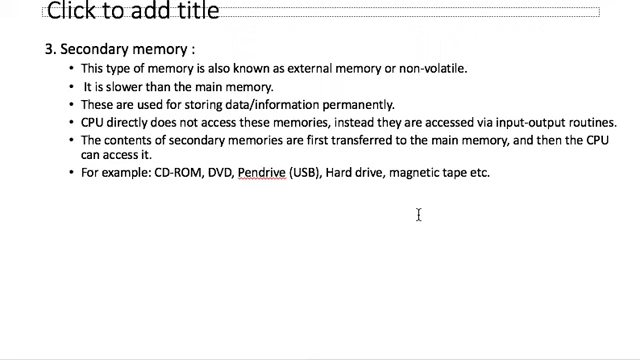 Click to add title
3. Secondary memory :
• This type of memory is also known as external memory or non-volatile.
• It is slower than the main memory.
• These are used for storing data/information permanently.
• CPU directly does not access these memories, instead they are accessed via input-output routines.
• The contents of secondary memories are first transferred to the main memory, and then the CPU
can access it.
• For example: CD-ROM, DVD, Pendrive (USB), Hard drive, magnetic tape etc.